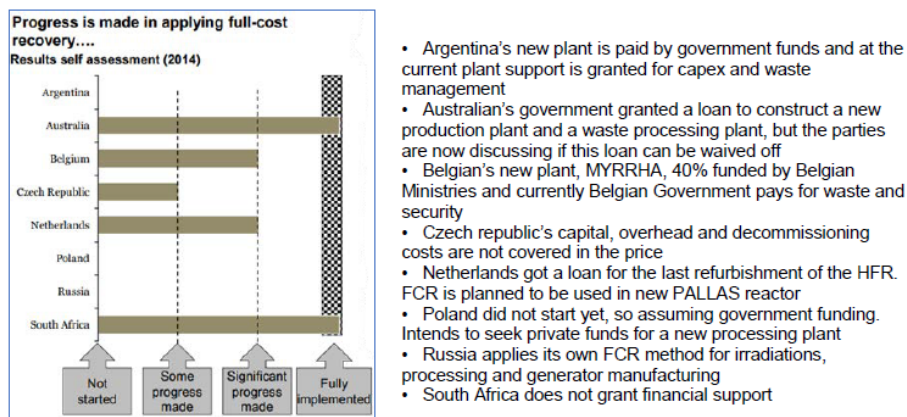 Progress is made in applying full-cost
recovery....
Results self assessment (2014)
Argentina
Australia
Belgium
Czech Republic
Netherlands
Poland
Russia
South Africa
Not
started
Some
progress
made
Significant
progress
made
Fully
implemented
• Argentina's new plant is paid by government funds and at the
current plant support is granted for capex and waste
management
• Australian's government granted a loan to construct a new
production plant and a waste processing plant, but the parties
are now discussing if this loan can be waived off
• Belgian's new plant, MYRRHA, 40% funded by Belgian
Ministries and currently Belgian Government pays for waste and
security
• Czech republic's capital, overhead and decommissioning
costs are not covered in the price
• Netherlands got a loan for the last refurbishment of the HFR.
FCR is planned to be used in new PALLAS reactor
• Poland did not start yet, so assuming government funding.
Intends to seek private funds for a new processing plant
• Russia applies its own FCR method for irradiations,
processing and generator manufacturing
• South Africa does not grant financial support